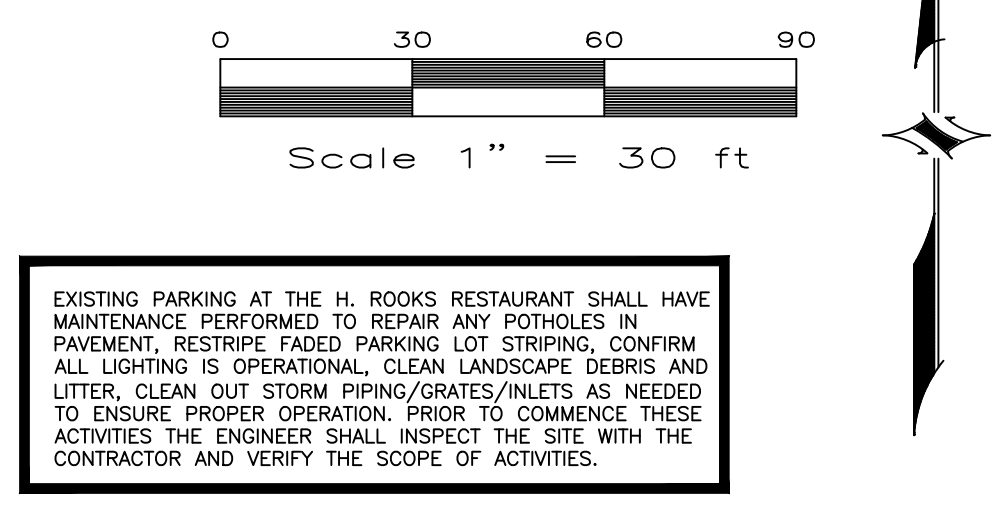 0 30 60 90
Scale 1" = 30 ft
EXISTING PARKING AT THE H. ROOKS RESTAURANT SHALL HAVE
MAINTENANCE PERFORMED TO REPAIR ANY POTHOLES IN
PAVEMENT, RESTRIPE FADED PARKING LOT STRIPING, CONFIRM
ALL LIGHTING IS OPERATIONAL, CLEAN LANDSCAPE DEBRIS AND
LITTER, CLEAN OUT STORM PIPING/GRATES/INLETS AS NEEDED
TO ENSURE PROPER OPERATION. PRIOR TO COMMENCE THESE
ACTIVITIES THE ENGINEER SHALL INSPECT THE SITE WITH THE
CONTRACTOR AND VERIFY THE SCOPE OF ACTIVITIES.